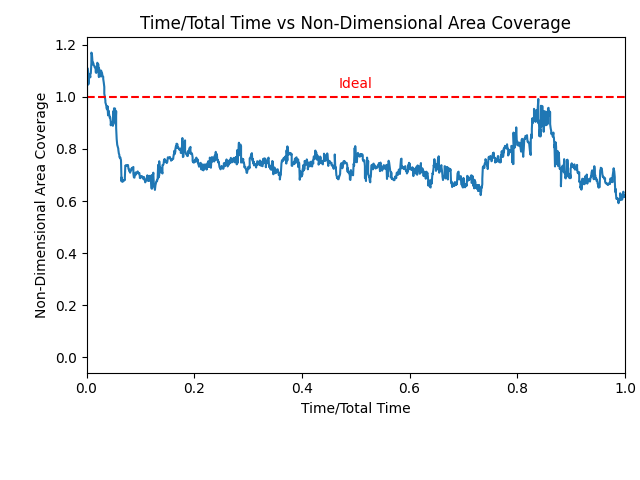 Time/Total Time vs Non-Dimensional Area Coverage
1.2
Ideal
1.0
0.8
0.6
0.4
0.2
0.0
Non-Dimensional Area Coverage
0.0 0.2 0.4 0.6 0.8 1.0
Time/Total Time